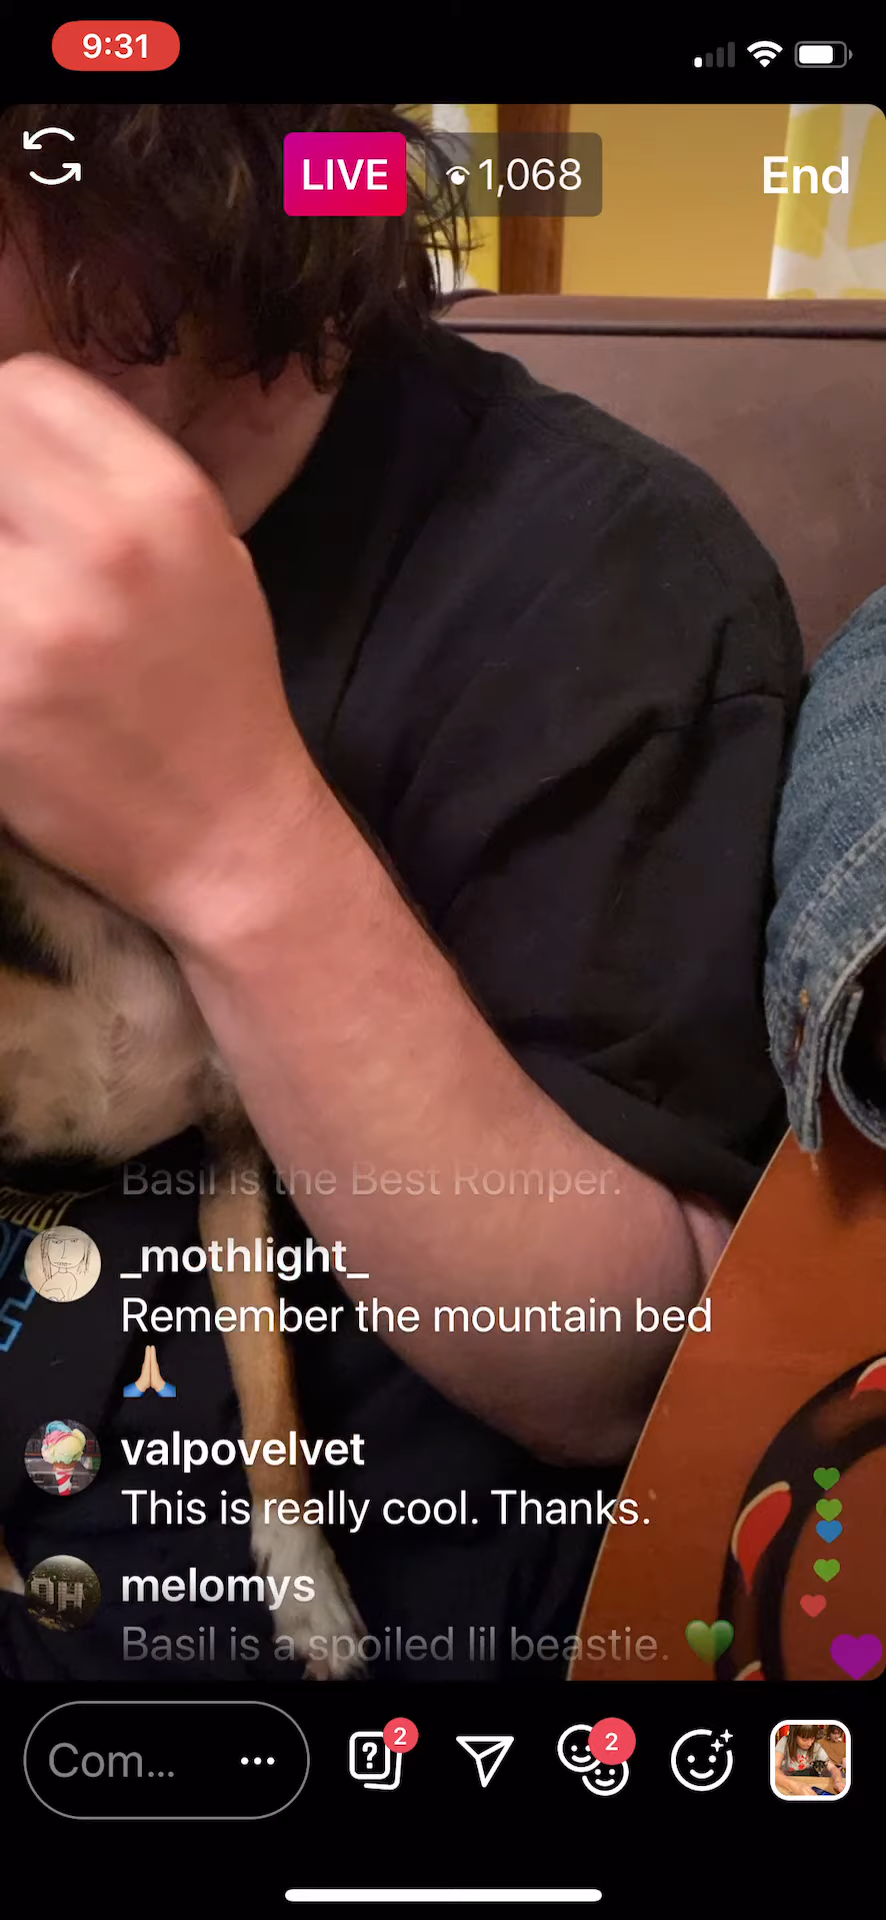 9:31
LIVE
1,068
End
Basil is the Best Romper.
_mothlight_
Remember the mountain bed
🙏🏼
valpovelvet
This is really cool. Thanks.
melomys
Basil is a spoiled lil beastie. 💚
Com...
2
2